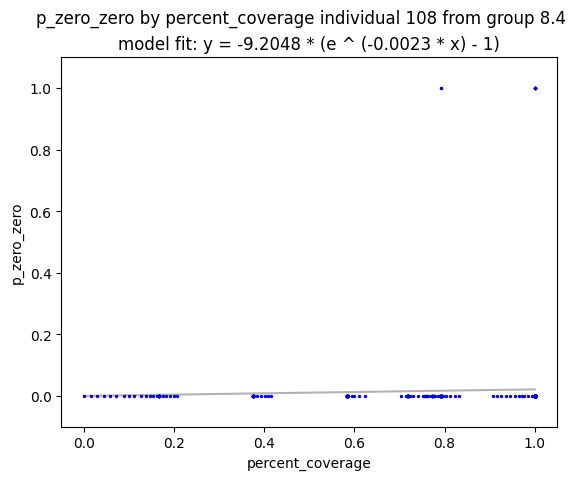 p_zero_zero by percent_coverage individual 108 from group 8.4
model fit: y = -9.2048 * (e ^ (-0.0023 * x) - 1)
1.0
0.8
0.6
0.4
0.2
0.0
p_zero_zero
0.0 0.2 0.4 0.6 0.8 1.0
percent_coverage